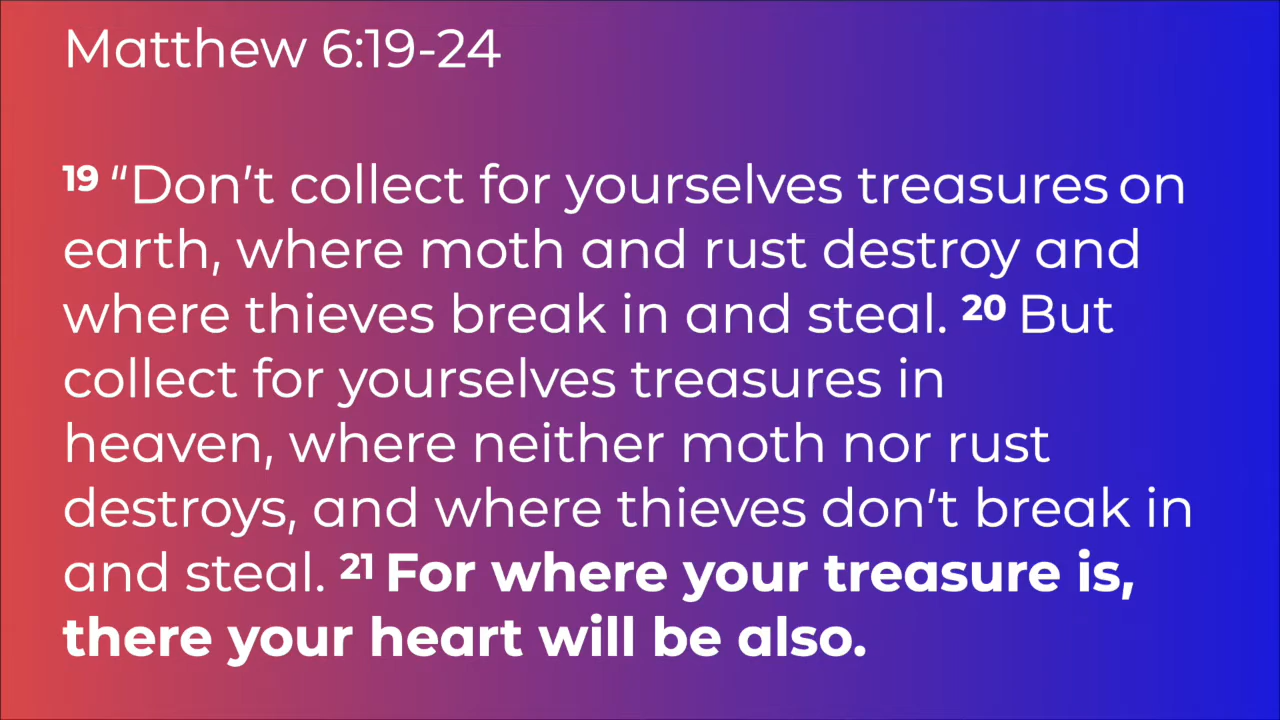 Matthew 6:19-24
19 “Don’t collect for yourselves treasures on
earth, where moth and rust destroy and
where thieves break in and steal. 20 But
collect for yourselves treasures in
heaven, where neither moth nor rust
destroys, and where thieves don’t break in
and steal. 21 For where your treasure is,
there your heart will be also.